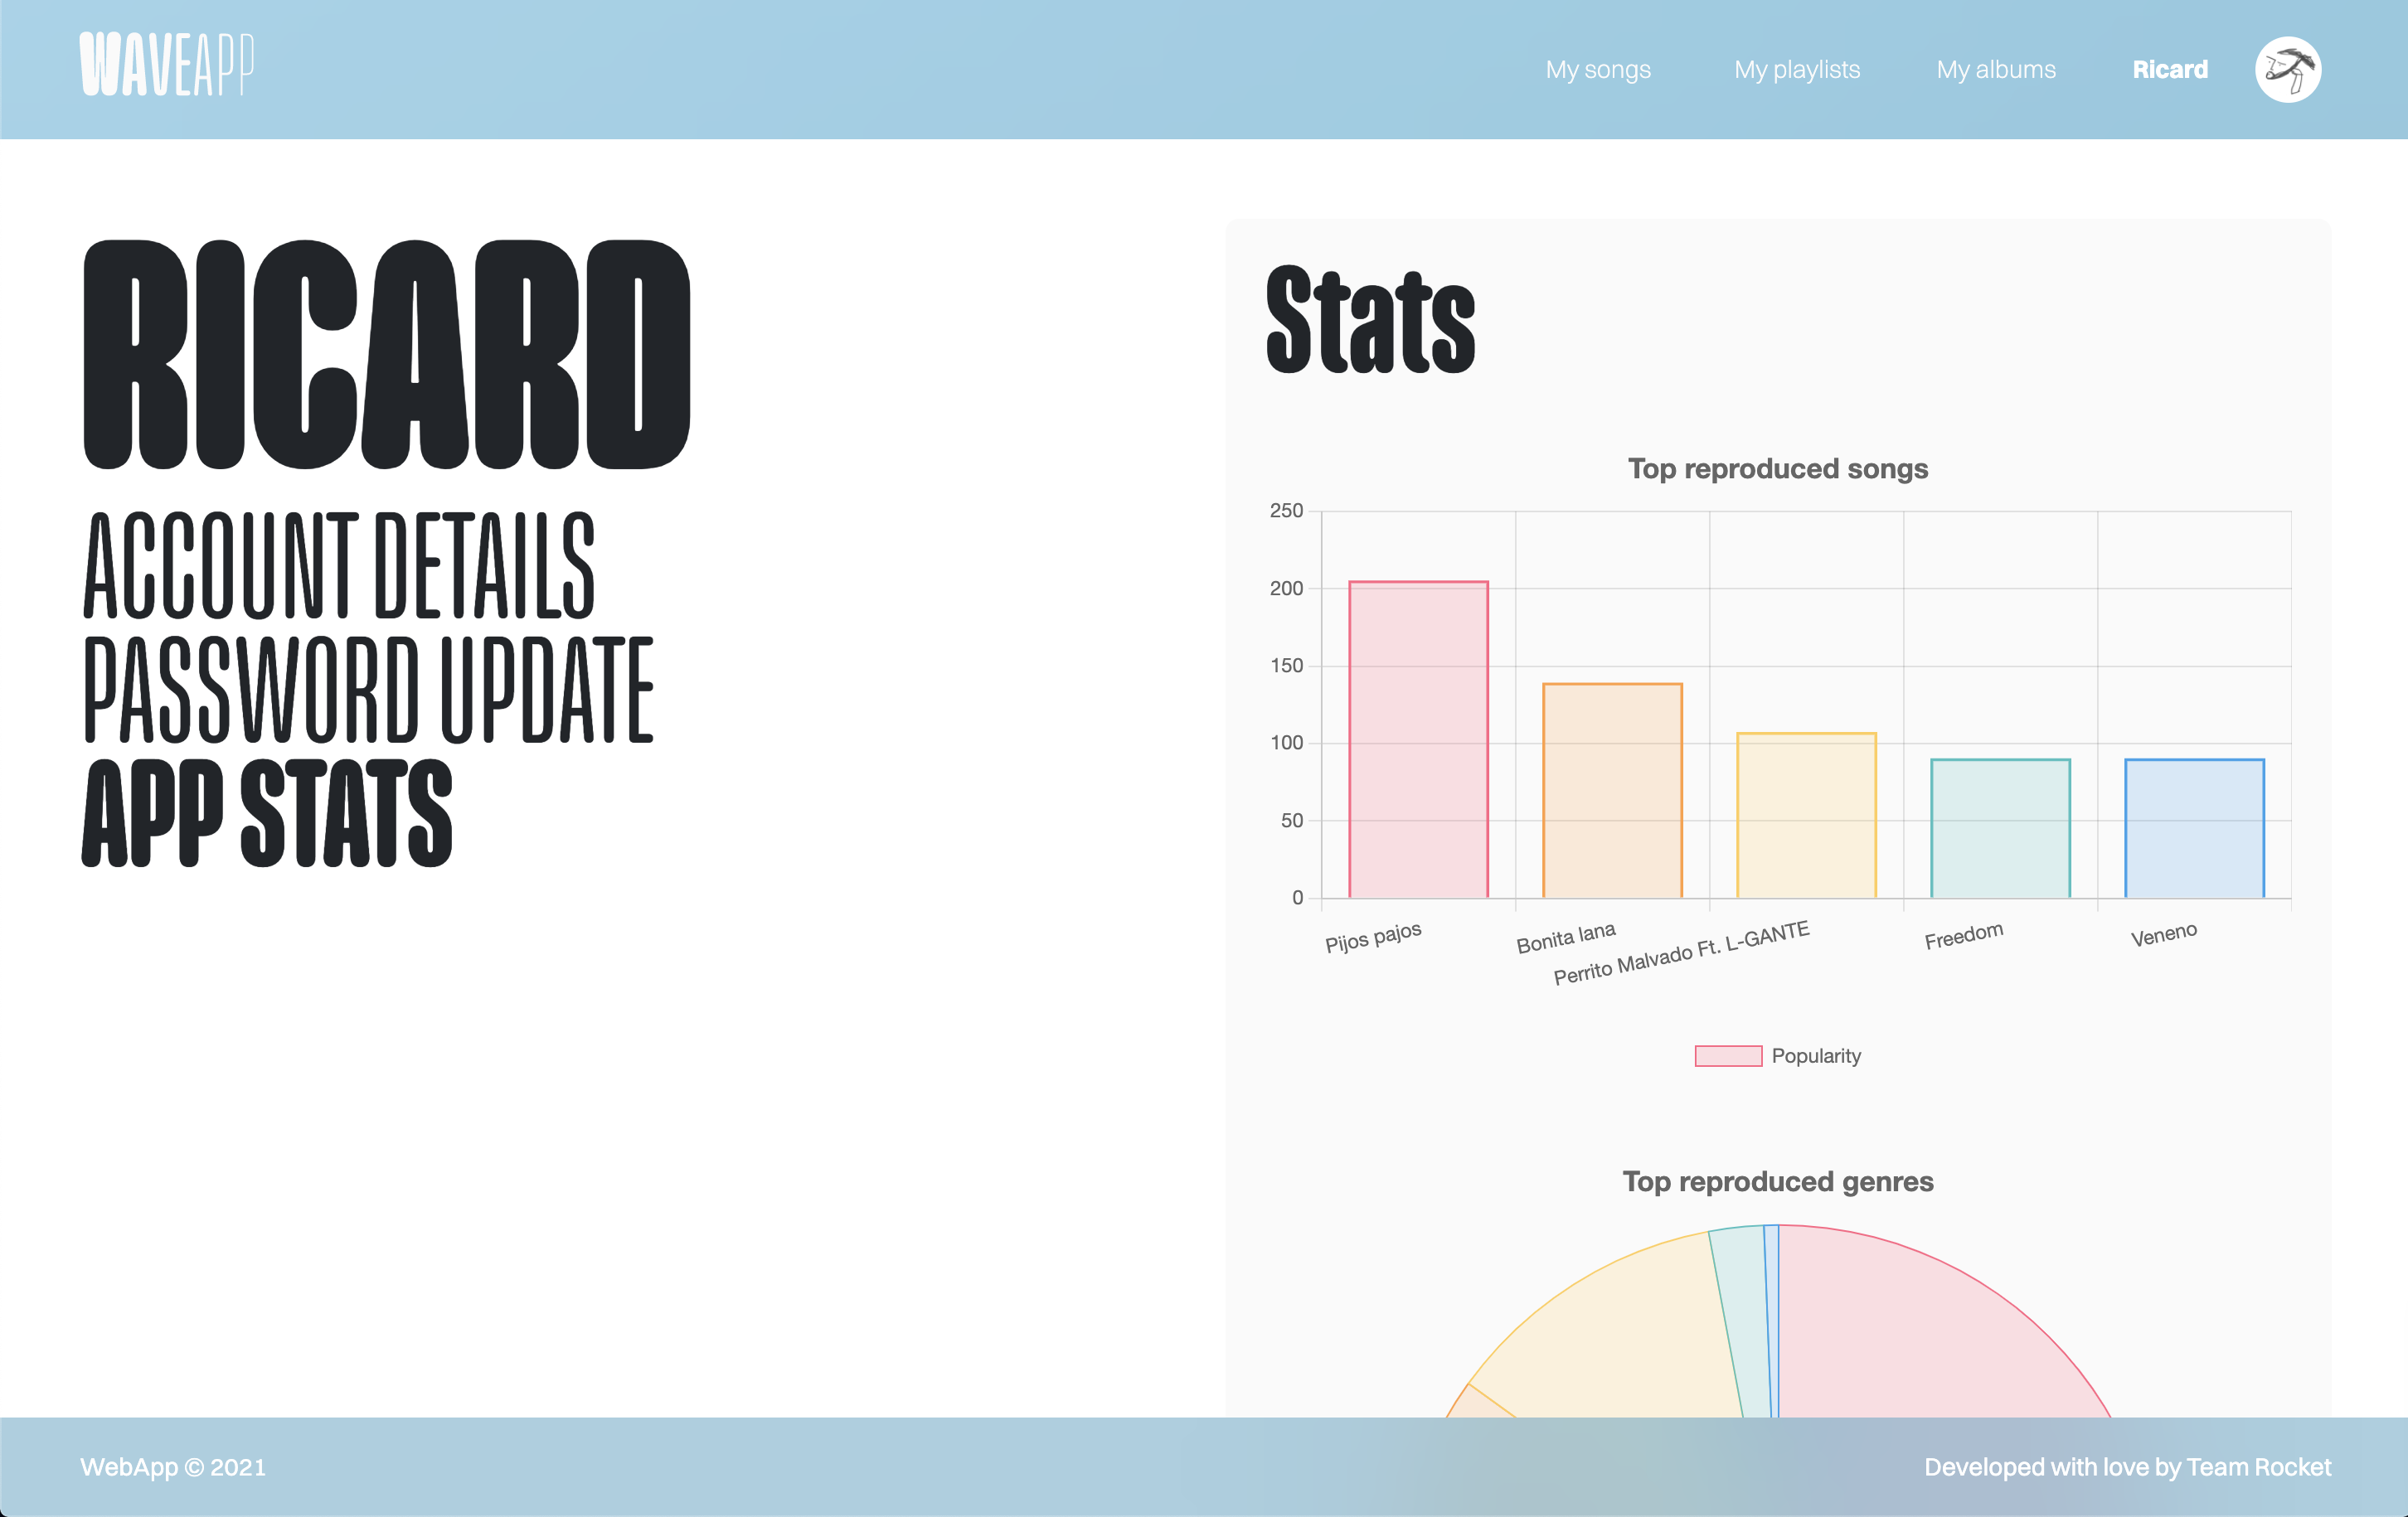 WAVEAPP
My songs
My playlists
My albums
Ricard
RICARD
ACCOUNT DETAILS
PASSWORD UPDATE
APP STATS
Stats
Top reproduced songs
250
200
150
100
50
0
Pijos pajos
Bonita lana
Perrito Malvado Ft. L-GANTE
Freedom
Veneno
Popularity
Top reproduced genres
WebApp © 2021
Developed with love by Team Rocket